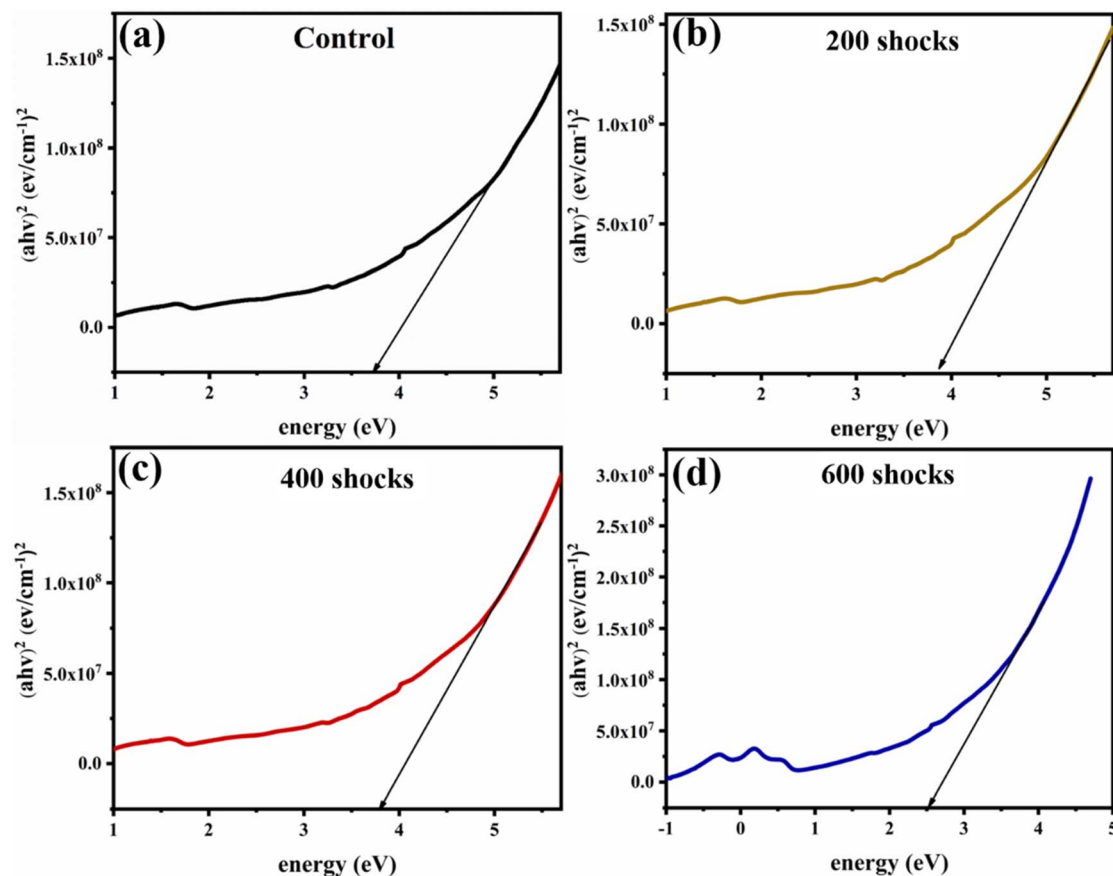 (a)
Control
(ahv)² (ev/cm⁻¹)²
1.5x10⁸
1.0x10⁸
5.0x10⁷
0.0
1 2 3 4 5
energy (eV)
(b)
200 shocks
(ahv)² (ev/cm⁻¹)²
1.5x10⁸
1.0x10⁸
5.0x10⁷
0.0
1 2 3 4 5
energy (eV)
(c)
400 shocks
(ahv)² (ev/cm⁻¹)²
1.5x10⁸
1.0x10⁸
5.0x10⁷
0.0
1 2 3 4 5
energy (eV)
(d)
600 shocks
(ahv)² (ev/cm⁻¹)²
3.0x10⁸
2.5x10⁸
2.0x10⁸
1.5x10⁸
1.0x10⁸
5.0x10⁷
0.0
-1 0 1 2 3 4 5
energy (eV)